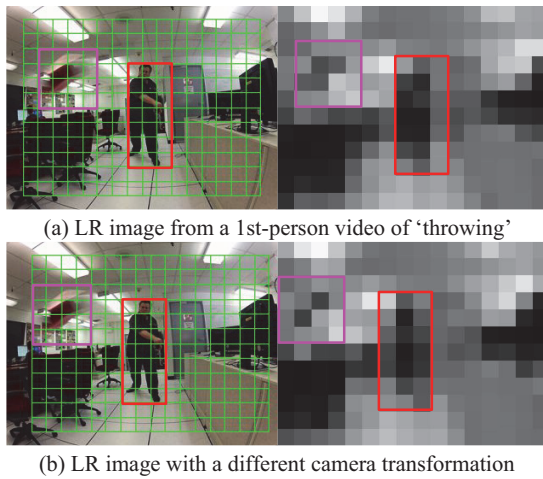 (a) LR image from a 1st-person video of ‘throwing’
(b) LR image with a different camera transformation